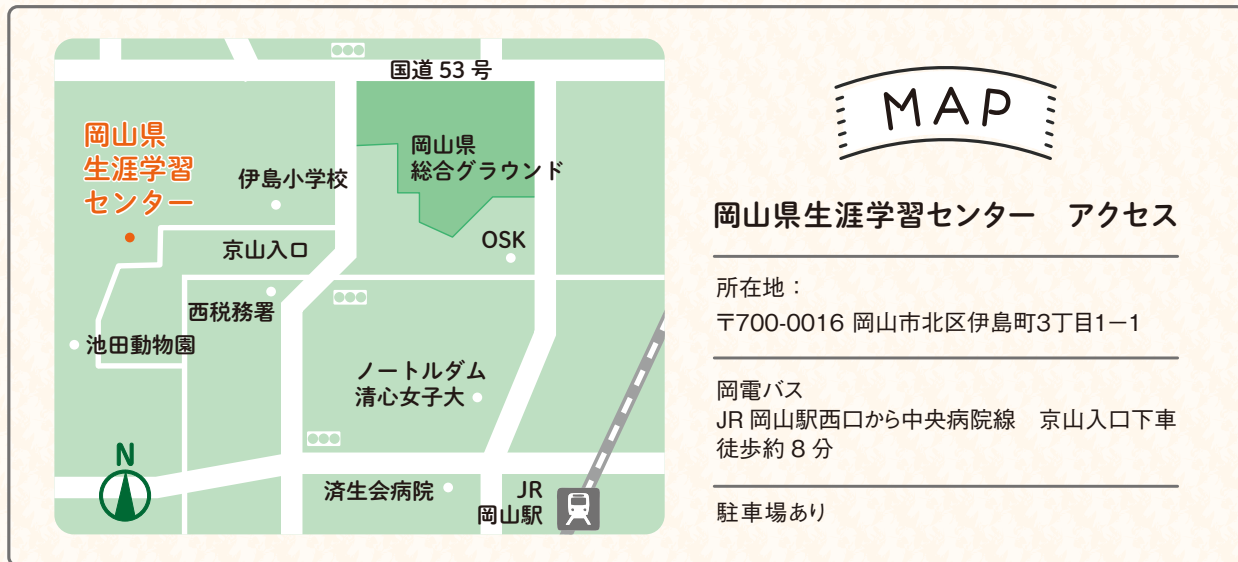 国道 53 号
岡山県
生涯学習
センター
岡山県
総合グラウンド
伊島小学校
京山入口
OSK
西税務署
池田動物園
ノートルダム
清心女子大
N
済生会病院
JR
岡山駅
MAP
岡山県生涯学習センター　アクセス
所在地：
〒700-0016 岡山市北区伊島町3丁目1－1
岡電バス
JR 岡山駅西口から中央病院線　京山入口下車
徒歩約 8 分
駐車場あり